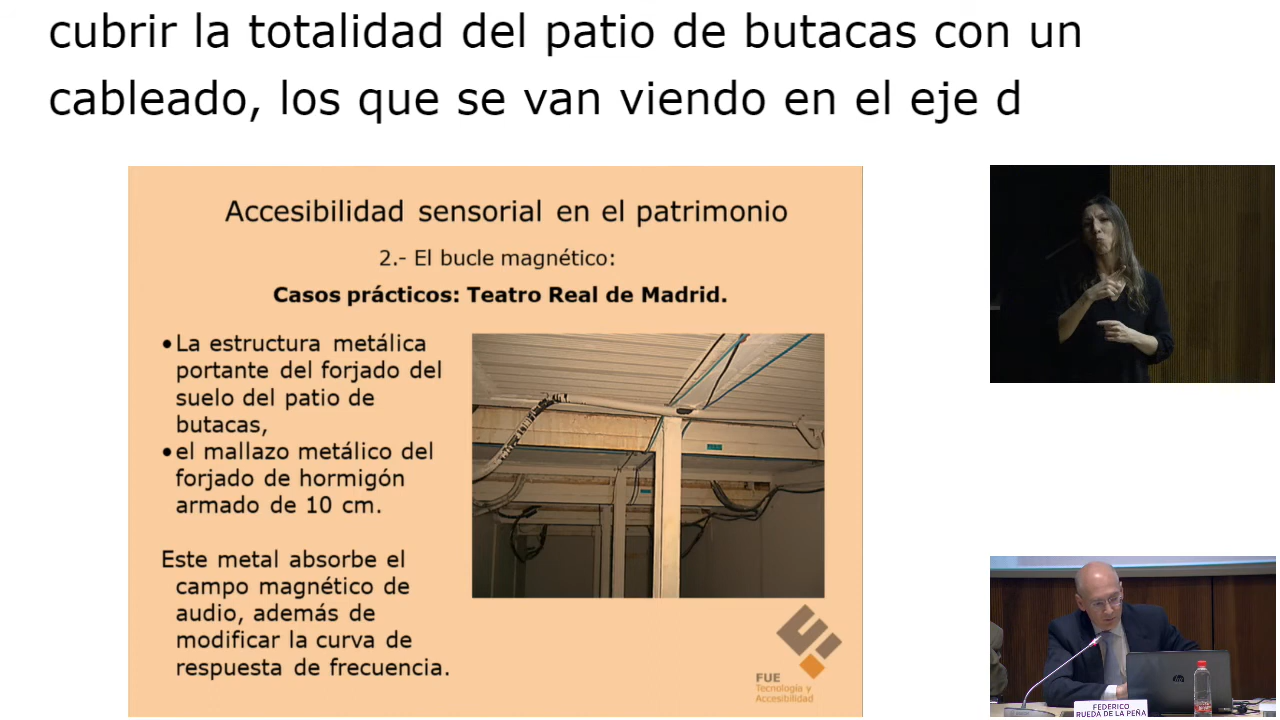 cubrir la totalidad del patio de butacas con un
cableado, los que se van viendo en el eje d
Accesibilidad sensorial en el patrimonio
2.- El bucle magnético:
Casos prácticos: Teatro Real de Madrid.
•La estructura metálica
portante del forjado del
suelo del patio de
butacas,
•el mallazo metálico del
forjado de hormigón
armado de 10 cm.
Este metal absorbe el
campo magnético de
audio, además de
modificar la curva de
respuesta de frecuencia.
FUE
Tecnología y
Accesibilidad
FEDERICO
RUEDA DE LA PEÑA